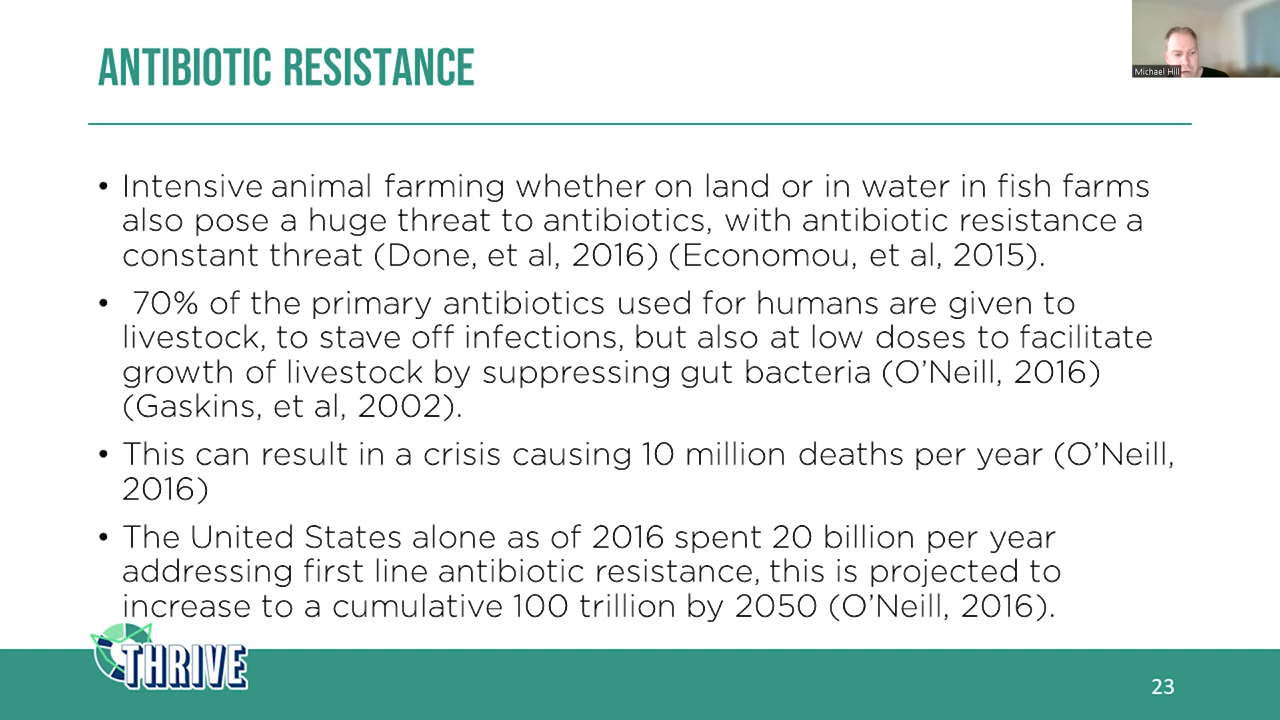 ANTIBIOTIC RESISTANCE
Michael Hill
• Intensive animal farming whether on land or in water in fish farms
also pose a huge threat to antibiotics, with antibiotic resistance a
constant threat (Done, et al, 2016) (Economou, et al, 2015).
• 70% of the primary antibiotics used for humans are given to
livestock, to stave off infections, but also at low doses to facilitate
growth of livestock by suppressing gut bacteria (O’Neill, 2016)
(Gaskins, et al, 2002).
• This can result in a crisis causing 10 million deaths per year (O’Neill,
2016)
• The United States alone as of 2016 spent 20 billion per year
addressing first line antibiotic resistance, this is projected to
increase to a cumulative 100 trillion by 2050 (O’Neill, 2016).
THRIVE
23